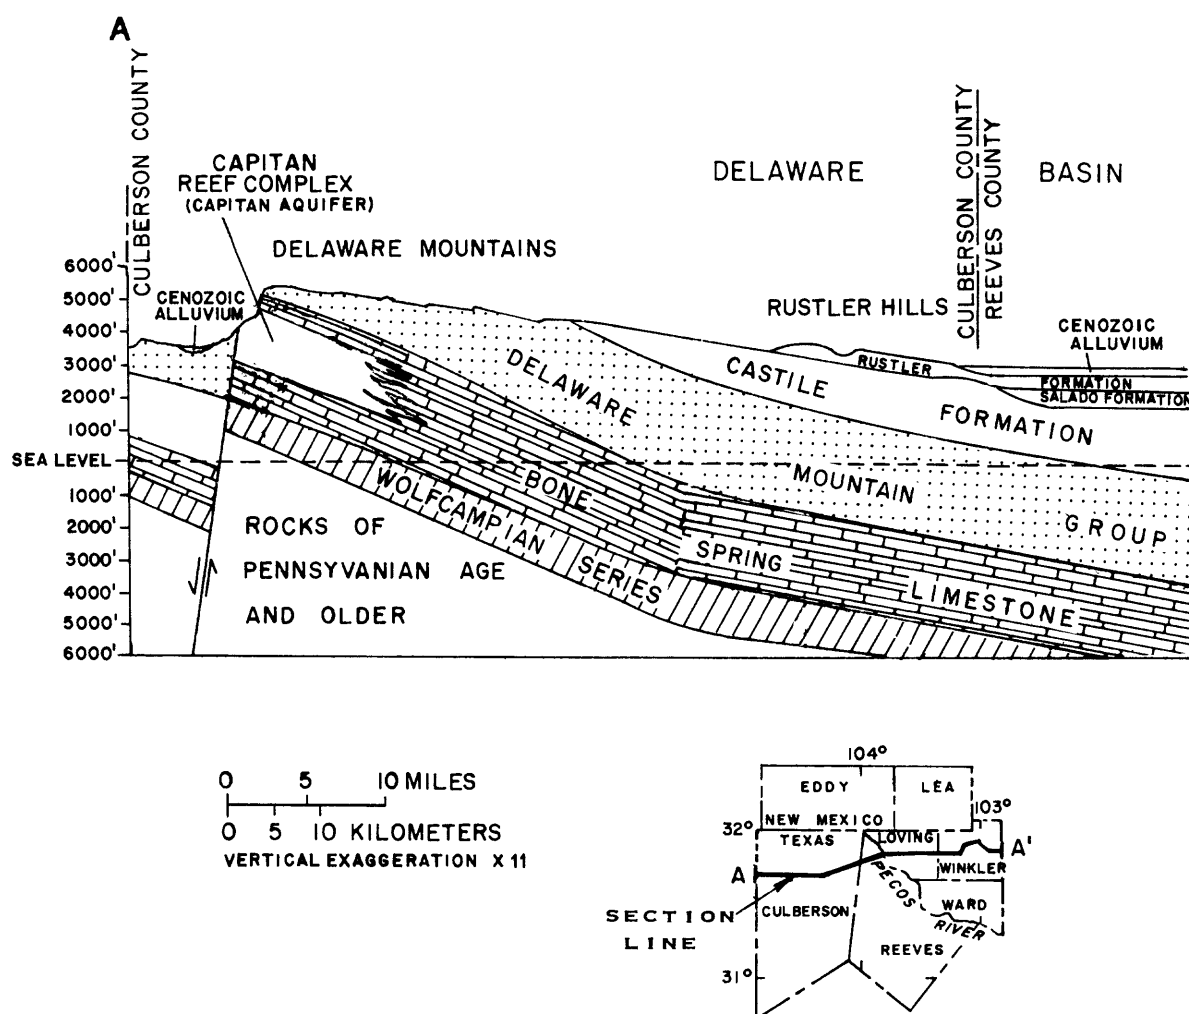 A
CULBERSON COUNTY
CAPITAN
REEF COMPLEX
(CAPITAN AQUIFER)
DELAWARE MOUNTAINS
DELAWARE BASIN
CULBERSON COUNTY
REEVES COUNTY
RUSTLER HILLS
CENOZOIC
ALLUVIUM
CENOZOIC
ALLUVIUM
6000'
5000'
4000'
3000'
2000'
1000'
SEA LEVEL
1000'
2000'
3000'
4000'
5000'
6000'
RUSTLER
FORMATION
SALADO FORMATION
CASTILE
FORMATION
DELAWARE
MOUNTAIN
GROUP
BONE
SPRING
LIMESTONE
WOLFCAMPIAN
SERIES
ROCKS OF
PENNSYVANIAN AGE
AND OLDER
0 5 10 MILES
0 5 10 KILOMETERS
VERTICAL EXAGGERATION X 11
104°
EDDY
LEA
103°
NEW MEXICO
32°
TEXAS
LOVING
A'
WINKLER
A
PECOS
WARD
RIVER
SECTION
LINE
CULBERSON
REEVES
31°